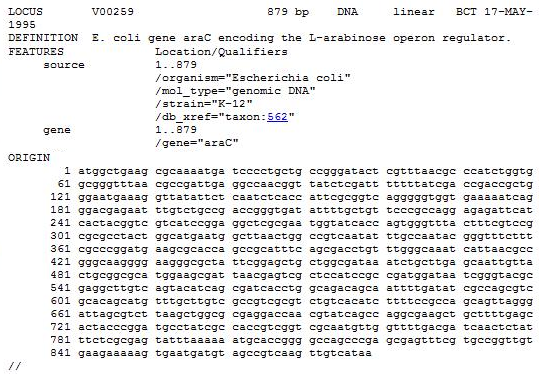 LOCUS       V00259                   879 bp    DNA     linear   BCT 17-MAY-
1995
DEFINITION  E. coli gene araC encoding the L-arabinose operon regulator.
FEATURES             Location/Qualifiers
     source          1..879
                     /organism="Escherichia coli"
                     /mol_type="genomic DNA"
                     /strain="K-12"
                     /db_xref="taxon:562"
     gene            1..879
                     /gene="araC"
ORIGIN
        1 atggctgaag cgcaaaatga tcccctgctg ccgggatact cgtttaacgc ccatctggtg
       61 gcgggtttaa cgccgattga ggccaacggt tatctcgatt tttttatcga ccgaccgctg
      121 ggaatgaaag gttatattct caatctcacc attcgcggtc agggggtggt gaaaaatcag
      181 ggacgagaat ttgtctgccg accgggtgat attttgctgt tcccgccagg agagattcat
      241 cactacggtc gtcatccgga ggctcgcgaa tggtatcacc agtgggttta ctttcgtccg
      301 cgcgcctact ggcatgaatg gcttaactgg ccgtcaatat ttgccaatac gggtttcttt
      361 cgcccggatg aagcgcacca gccgcatttc agcgacctgt ttgggcaaat cattaacgcc
      421 gggcaagggg aagggcgcta ttcggagctg ctggcgataa atctgcttga gcaattgtta
      481 ctgcggcgca tggaagcgat taacgagtcg ctccatccgc cgatggataa tcgggtacgc
      541 gaggcttgtc agtacatcag cgatcacctg gcagacagca attttgatat cgccagcgtc
      601 gcacagcatg tttgcttgtc gccgtcgcgt ctgtcacatc ttttccgcca gcagttaggg
      661 attagcgtct taagctggcg cgaggaccaa cgtatcagcc aggcgaagct gcttttgagc
      721 actacccgga tgcctatcgc caccgtcggt cgcaatgttg gttttgacga tcaactctat
      781 ttctcgcgag tatttaaaaa atgcaccggg gccagcccga gcgagtttcg tgccggttgt
      841 gaagaaaaag tgaatgatgt agccgtcaag ttgtcataa
//